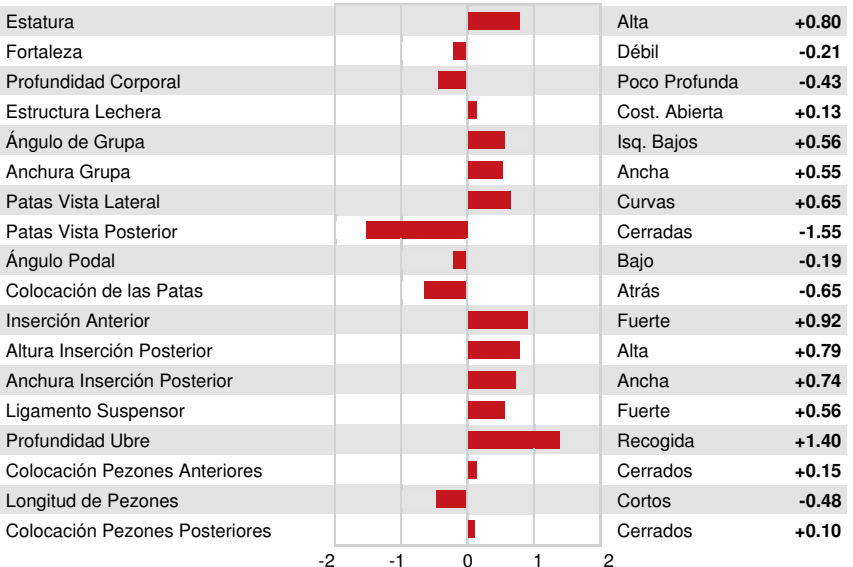 Estatura Alta +0.80
Fortaleza Débil -0.21
Profundidad Corporal Poco Profunda -0.43
Estructura Lechera Cost. Abierta +0.13
Ángulo de Grupa Isq. Bajos +0.56
Anchura Grupa Ancha +0.55
Patas Vista Lateral Curvas +0.65
Patas Vista Posterior Cerradas -1.55
Ángulo Podal Bajo -0.19
Colocación de las Patas Atrás -0.65
Inserción Anterior Fuerte +0.92
Altura Inserción Posterior Alta +0.79
Anchura Inserción Posterior Ancha +0.74
Ligamento Suspensor Fuerte +0.56
Profundidad Ubre Recogida +1.40
Colocación Pezones Anteriores Cerrados +0.15
Longitud de Pezones Cortos -0.48
Colocación Pezones Posteriores Cerrados +0.10
-2 -1 0 1 2